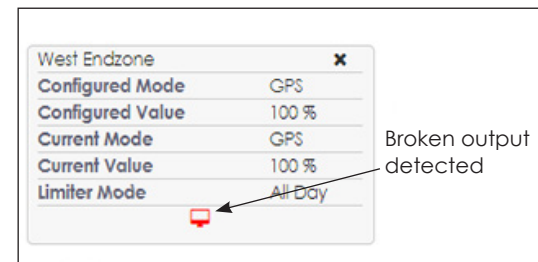 West Endzone ✖
Configured Mode GPS
Configured Value 100 %
Current Mode GPS
Current Value 100 %
Limiter Mode All Day
Broken output
detected